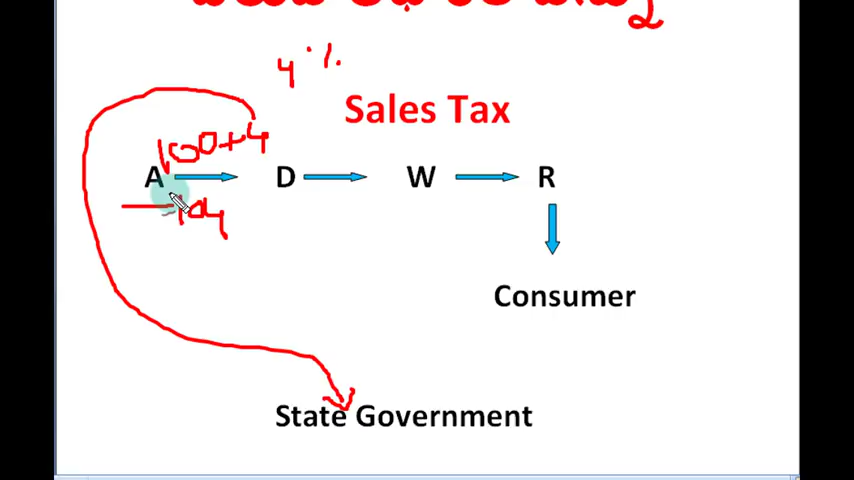 4%
Sales Tax
100+4
A D W R
104
Consumer
State Government